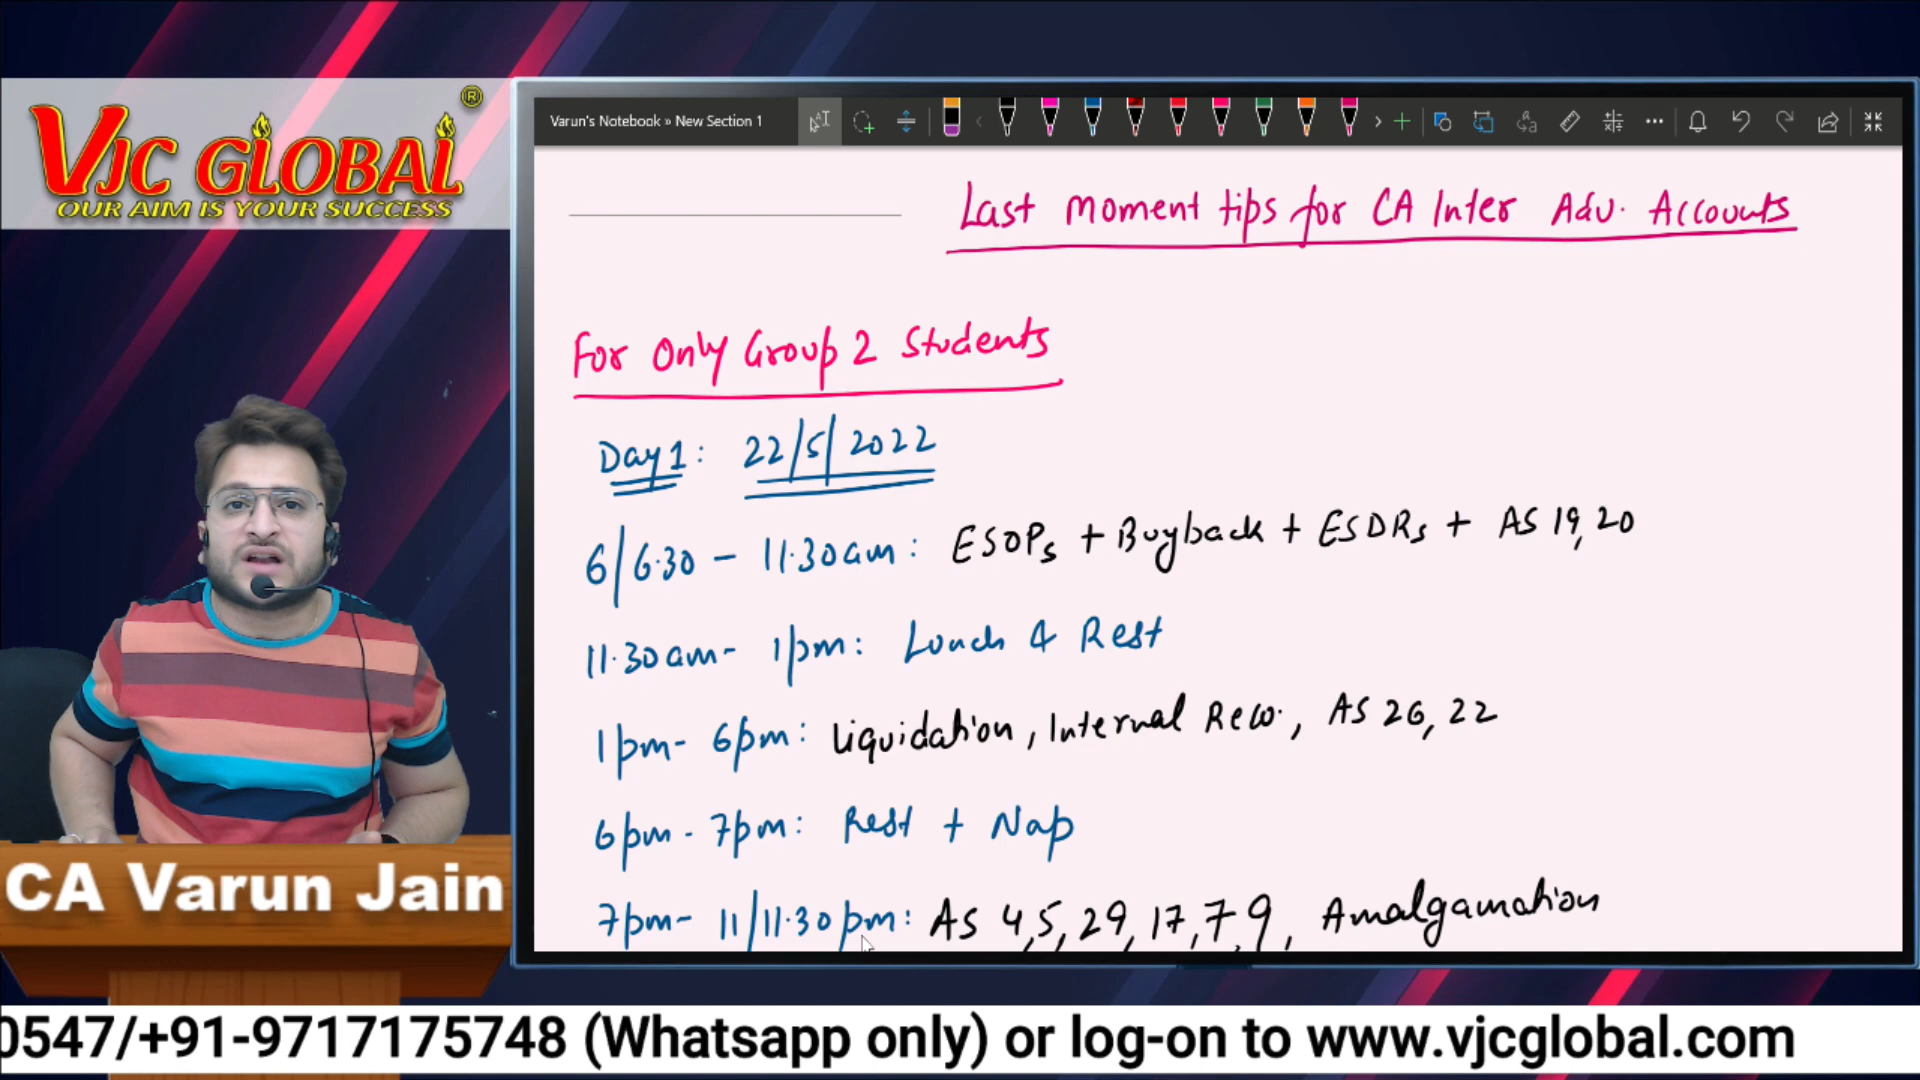 VJC GLOBAL ®
OUR AIM IS YOUR SUCCESS
Varun's Notebook » New Section 1
Last moment tips for CA Inter Adv. Accounts
For Only Group 2 Students
Day 1: 22/5/2022
6/6.30 - 11.30am: ESOPs + Buyback + ESDRs + AS 19, 20
11.30am- 1pm: Lunch & Rest
1pm- 6pm: Liquidation, Internal Reco., AS 26, 22
6pm- 7pm: Rest + Nap
7pm- 11/11.30pm: AS 4, 5, 29, 17, 7, 9, Amalgamation
CA Varun Jain
0547/+91-9717175748 (Whatsapp only) or log-on to www.vjcglobal.com